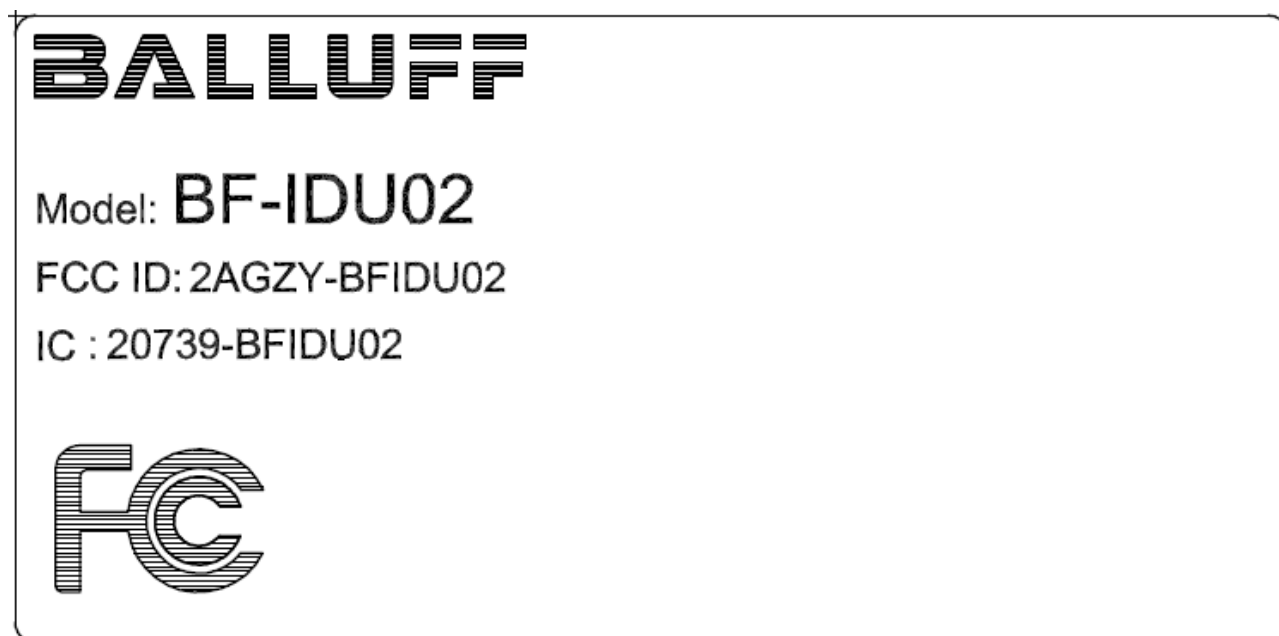 BALLUFF
Model: BF-IDU02
FCC ID: 2AGZY-BFIDU02
IC : 20739-BFIDU02
FC